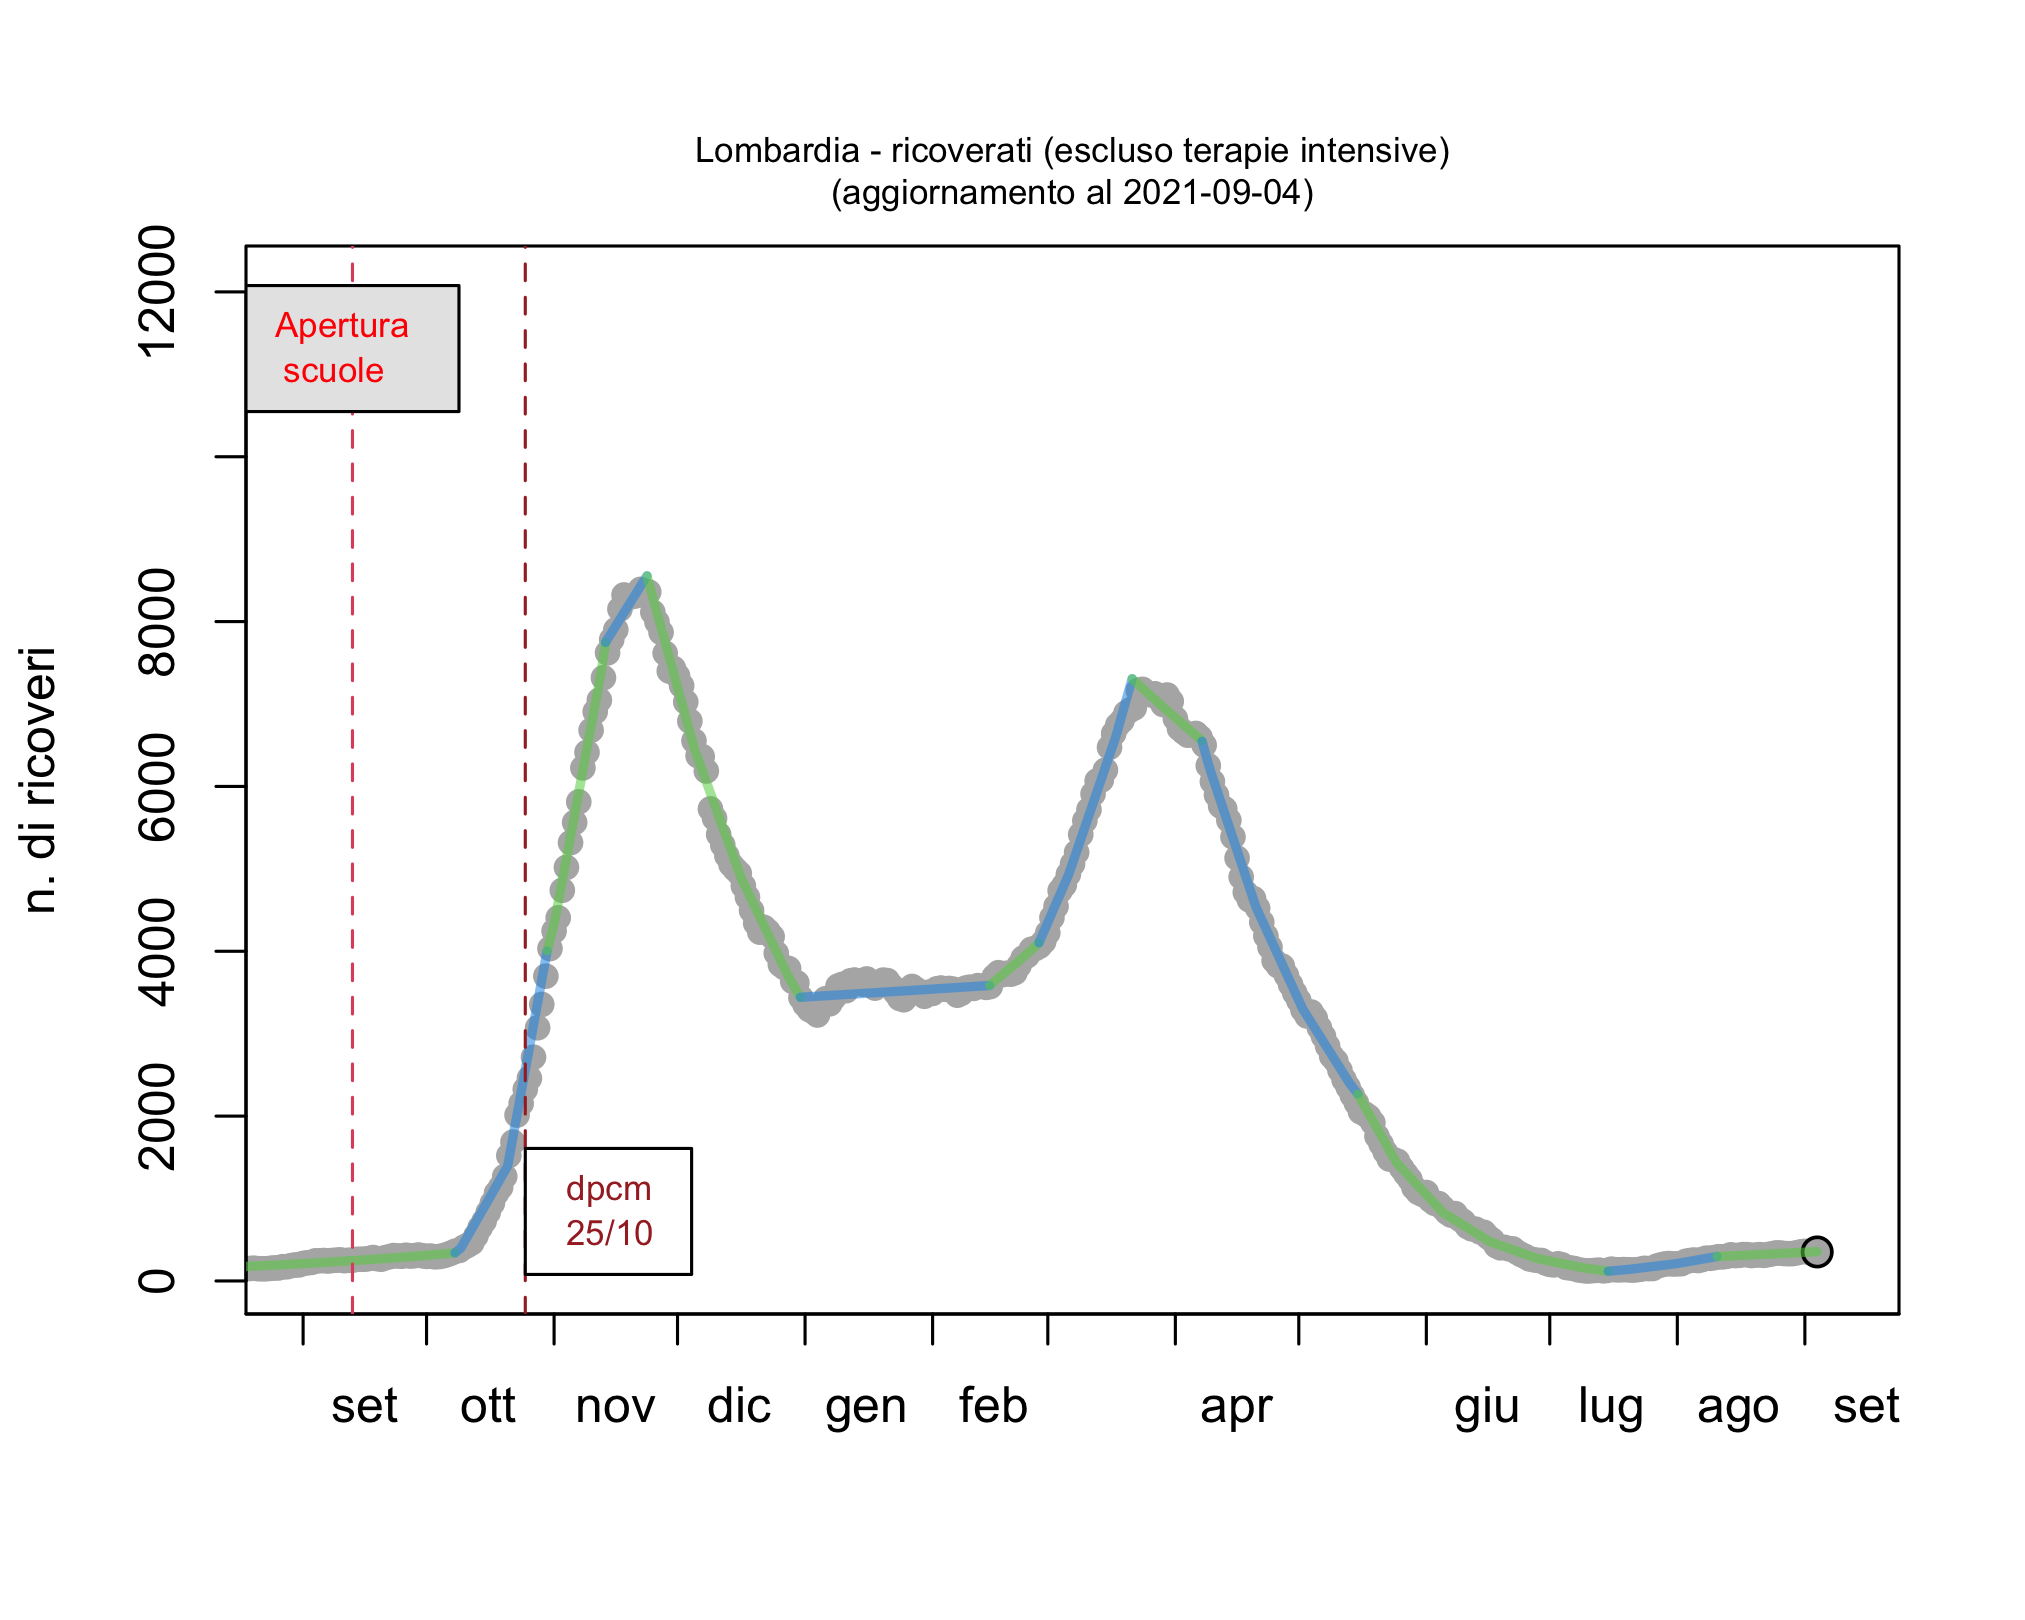 Lombardia - ricoverati (escluso terapie intensive)
(aggiornamento al 2021-09-04)
n. di ricoveri
12000
8000
6000
4000
2000
0
Apertura
scuole
dpcm
25/10
set ott nov dic gen feb apr giu lug ago set